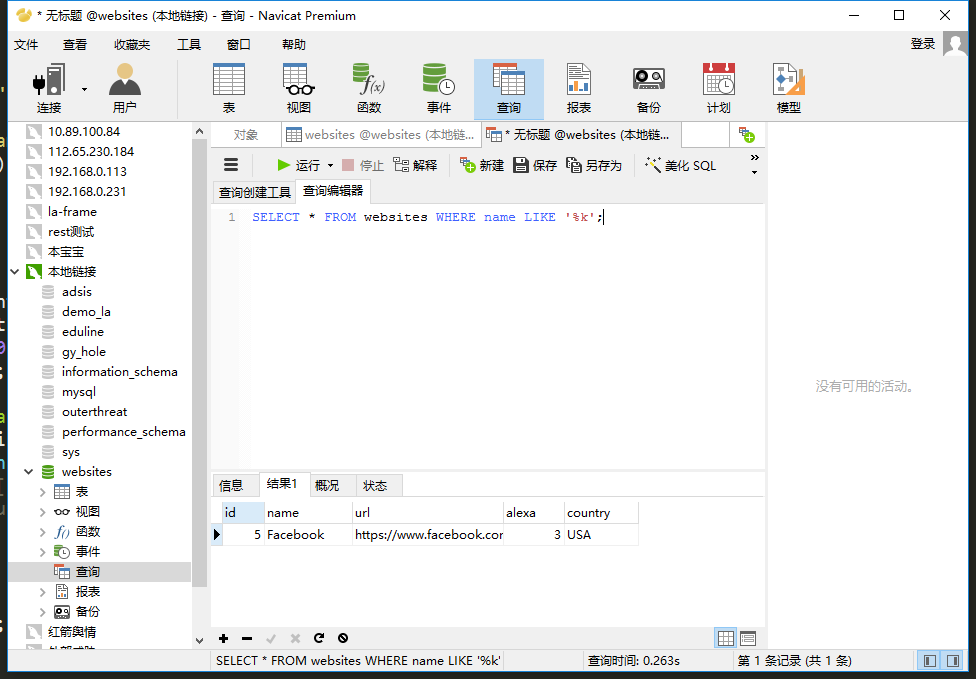 * 无标题 @websites (本地链接) - 查询 - Navicat Premium
文件 查看 收藏夹 工具 窗口 帮助 登录
连接 用户 表 视图 函数 事件 查询 报表 备份 计划 模型
10.89.100.84
112.65.230.184
192.168.0.113
192.168.0.231
la-frame
rest测试
本宝宝
本地链接
adsis
demo_la
eduline
gy_hole
information_schema
mysql
outerthreat
performance_schema
sys
websites
表
视图
函数
事件
查询
报表
备份
红箭舆情
对象 websites @websites (本地链... * 无标题 @websites (本地链...
运行 停止 解释 新建 保存 另存为 美化 SQL
查询创建工具 查询编辑器
1 SELECT * FROM websites WHERE name LIKE '%k';
没有可用的活动。
信息 结果1 概况 状态
id name url alexa country
5 Facebook https://www.facebook.cor 3 USA
SELECT * FROM websites WHERE name LIKE '%k' 查询时间: 0.263s 第 1 条记录 (共 1 条)